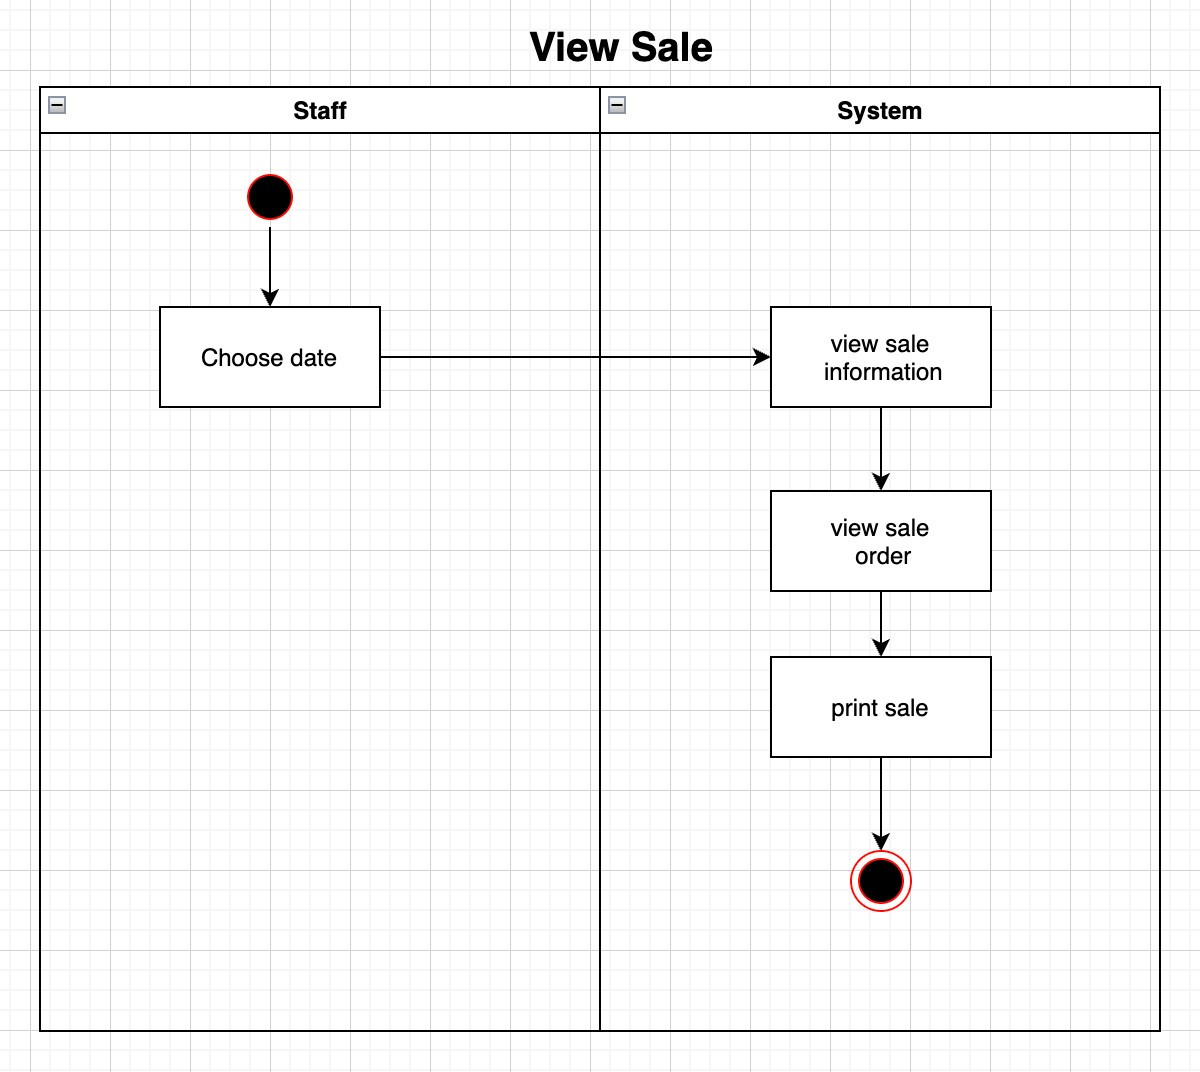 View Sale
Staff
System
Choose date
view sale
information
view sale
order
print sale